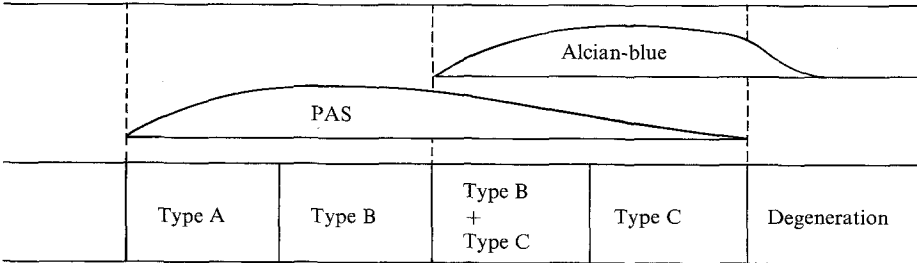 Alcian-blue
PAS
Type A
Type B
Type B
+
Type C
Type C
Degeneration